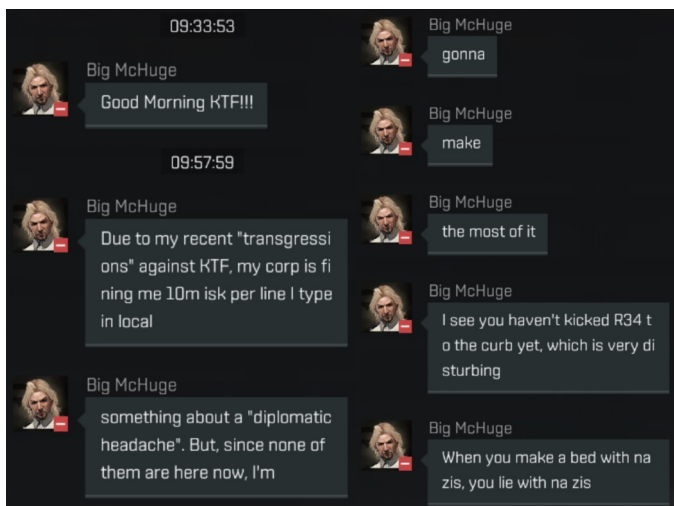 09:33:53
Big McHuge
Good Morning KTF!!!
09:57:59
Big McHuge
Due to my recent "transgressi
ons" against KTF, my corp is fi
ning me 10m isk per line I type
in local
Big McHuge
something about a "diplomatic
headache". But, since none of
them are here now, I'm
Big McHuge
gonna
Big McHuge
make
Big McHuge
the most of it
Big McHuge
I see you haven't kicked R34 t
o the curb yet, which is very di
sturbing
Big McHuge
When you make a bed with na
zis, you lie with na zis